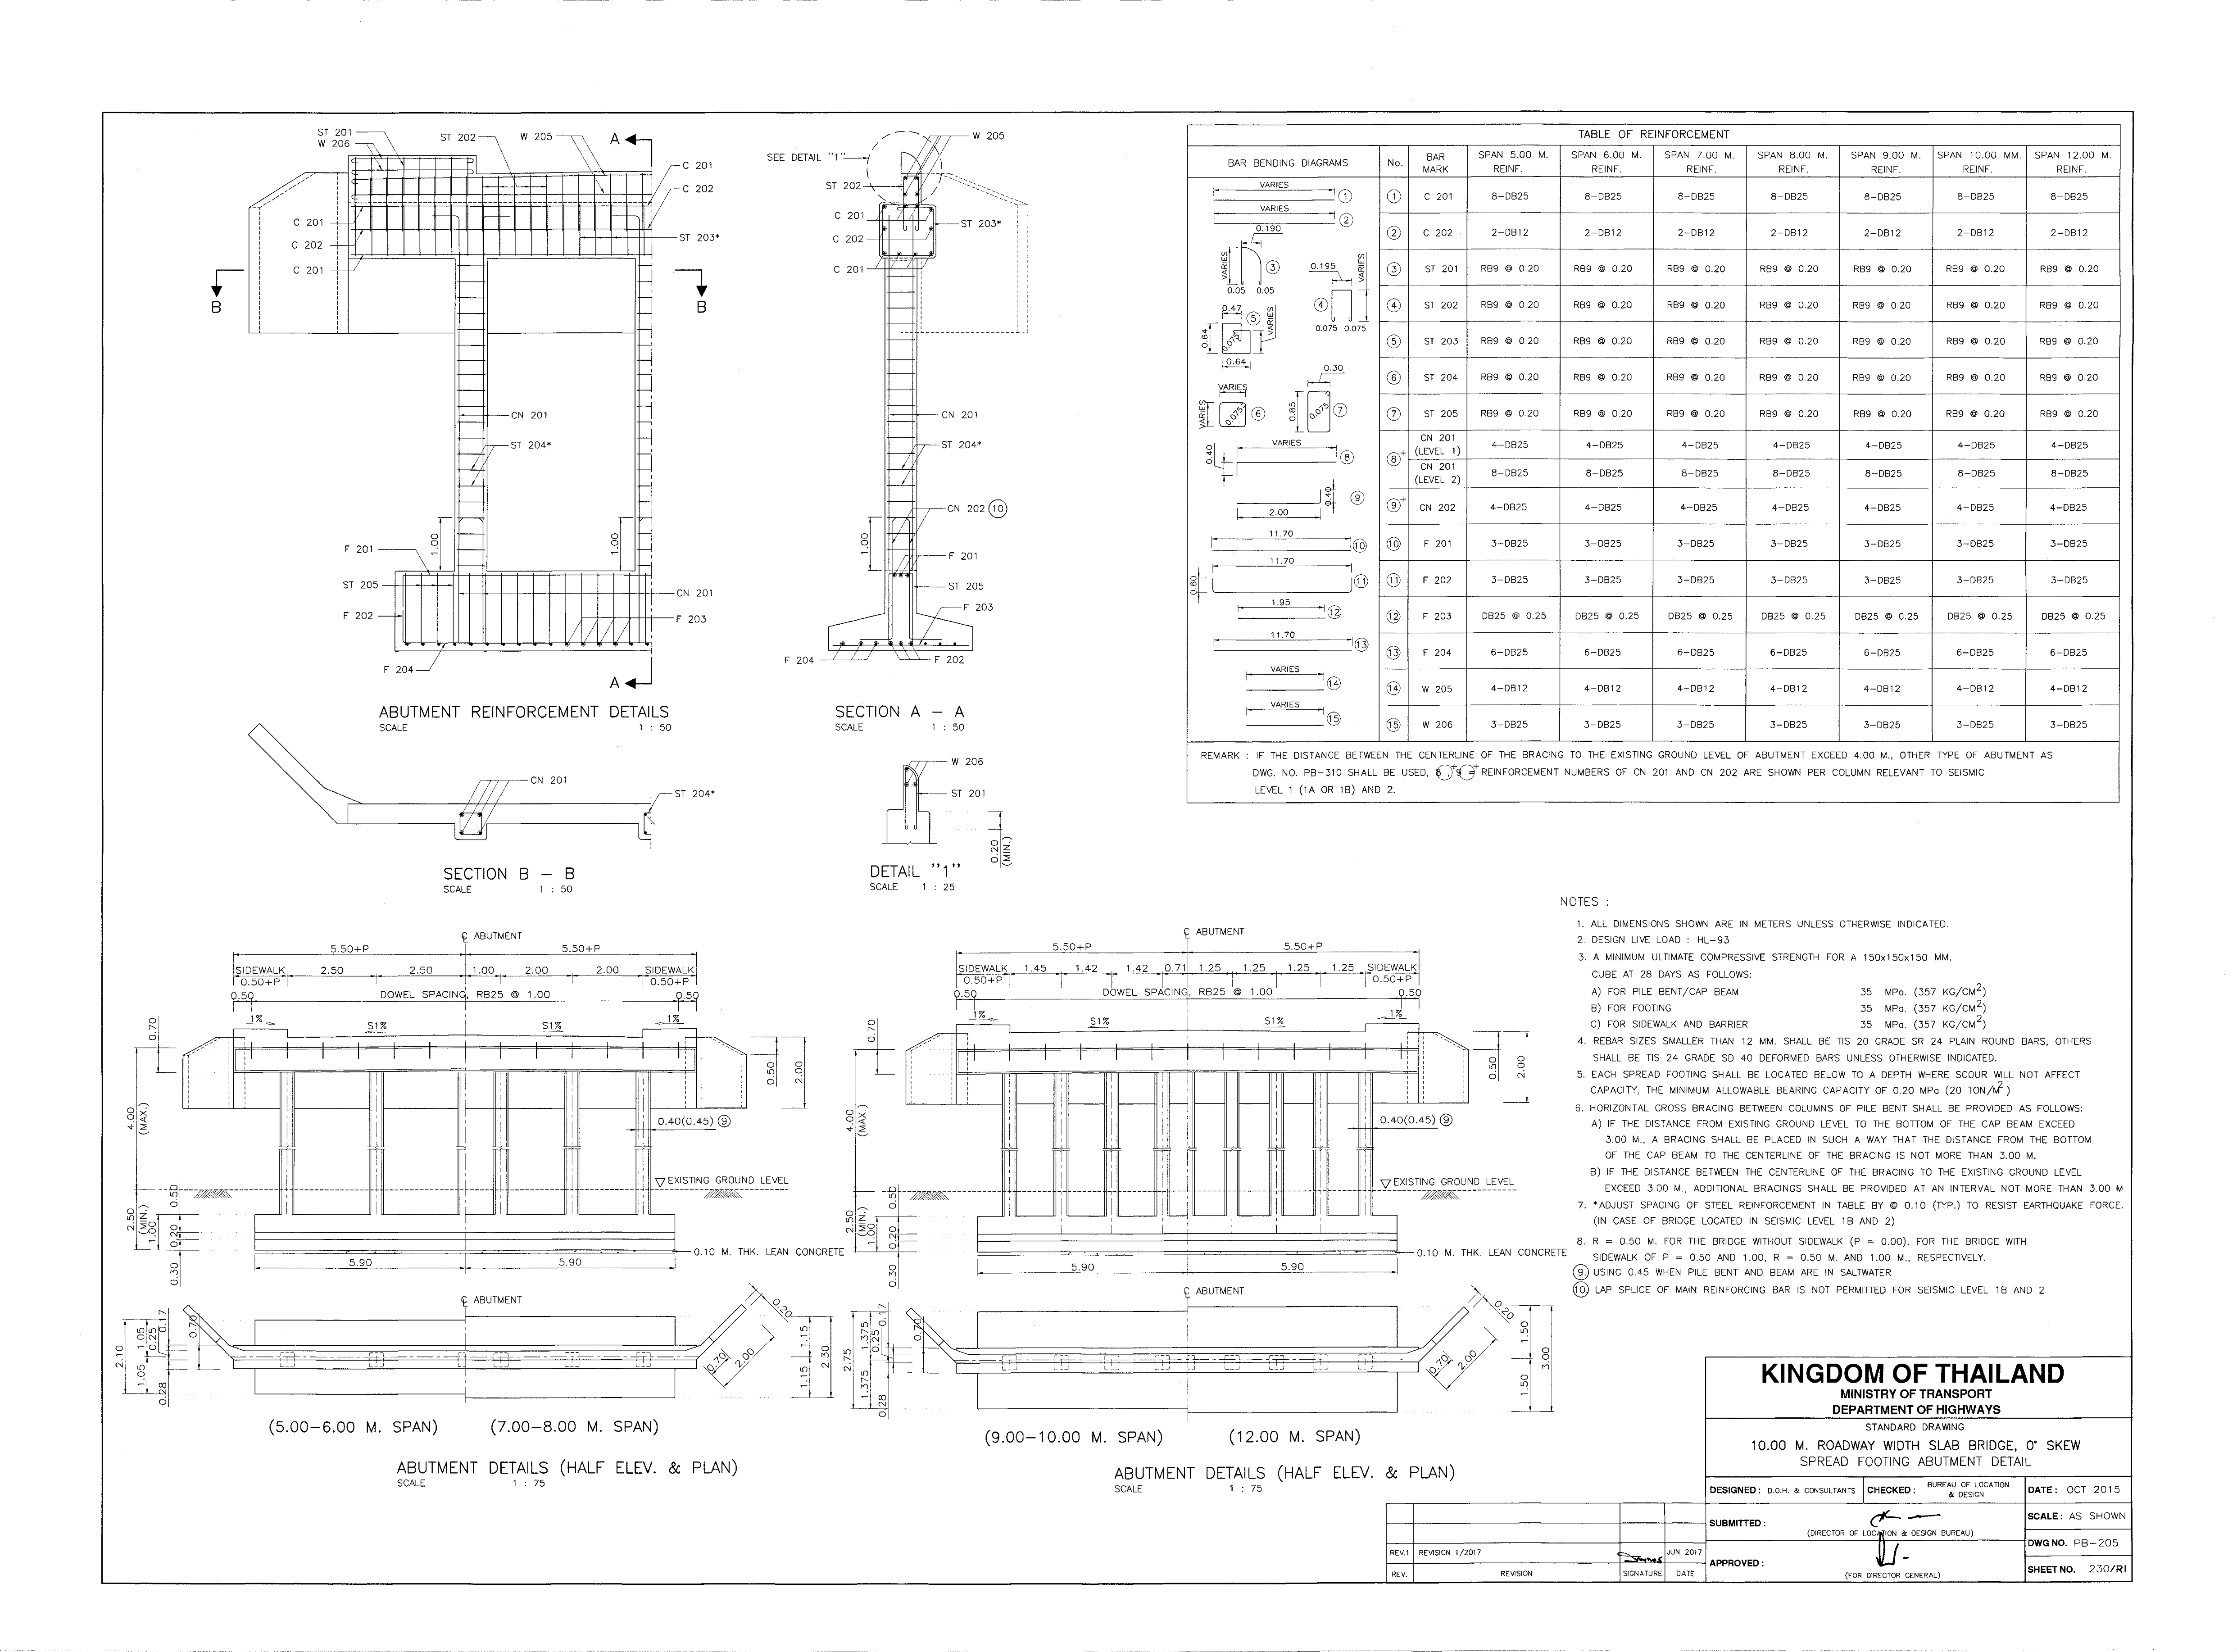 ST 201
W 206
ST 202
W 205
A
C 201
C 202
C 201
C 202
C 201
ST 203*
B
B
CN 201
ST 204*
1.00
1.00
F 201
ST 205
F 202
CN 201
F 203
F 204
A
ABUTMENT REINFORCEMENT DETAILS
SCALE 1 : 50
W 205
SEE DETAIL "1"
ST 202
C 201
C 202
C 201
ST 203*
CN 201
ST 204*
CN 202 10
1.00
F 201
ST 205
F 203
F 204
F 202
SECTION A – A
SCALE 1 : 50
CN 201
ST 204*
SECTION B – B
SCALE 1 : 50
W 206
ST 201
0.20
(MIN.)
DETAIL "1"
SCALE 1 : 25
TABLE OF REINFORCEMENT
BAR BENDING DIAGRAMS No. BAR MARK SPAN 5.00 M. REINF. SPAN 6.00 M. REINF. SPAN 7.00 M. REINF. SPAN 8.00 M. REINF. SPAN 9.00 M. REINF. SPAN 10.00 MM. REINF. SPAN 12.00 M. REINF.
VARIES 1
VARIES 2
0.190
VARIES 3
0.05 0.05
0.195
VARIES
4
0.075 0.075
0.47
5
0.64
0.075
VARIES
0.64
VARIES
VARIES
0.075
6
0.30
0.85
0.075
7
VARIES
0.40
8
9
0.40
2.00
11.70
10
11.70
0.60
11
1.95
12
11.70
13
VARIES
14
VARIES
15
1 C 201 8–DB25 8–DB25 8–DB25 8–DB25 8–DB25 8–DB25 8–DB25
2 C 202 2–DB12 2–DB12 2–DB12 2–DB12 2–DB12 2–DB12 2–DB12
3 ST 201 RB9 @ 0.20 RB9 @ 0.20 RB9 @ 0.20 RB9 @ 0.20 RB9 @ 0.20 RB9 @ 0.20 RB9 @ 0.20
4 ST 202 RB9 @ 0.20 RB9 @ 0.20 RB9 @ 0.20 RB9 @ 0.20 RB9 @ 0.20 RB9 @ 0.20 RB9 @ 0.20
5 ST 203 RB9 @ 0.20 RB9 @ 0.20 RB9 @ 0.20 RB9 @ 0.20 RB9 @ 0.20 RB9 @ 0.20 RB9 @ 0.20
6 ST 204 RB9 @ 0.20 RB9 @ 0.20 RB9 @ 0.20 RB9 @ 0.20 RB9 @ 0.20 RB9 @ 0.20 RB9 @ 0.20
7 ST 205 RB9 @ 0.20 RB9 @ 0.20 RB9 @ 0.20 RB9 @ 0.20 RB9 @ 0.20 RB9 @ 0.20 RB9 @ 0.20
8+ CN 201 (LEVEL 1) 4–DB25 4–DB25 4–DB25 4–DB25 4–DB25 4–DB25 4–DB25
CN 201 (LEVEL 2) 8–DB25 8–DB25 8–DB25 8–DB25 8–DB25 8–DB25 8–DB25
9+ CN 202 4–DB25 4–DB25 4–DB25 4–DB25 4–DB25 4–DB25 4–DB25
10 F 201 3–DB25 3–DB25 3–DB25 3–DB25 3–DB25 3–DB25 3–DB25
11 F 202 3–DB25 3–DB25 3–DB25 3–DB25 3–DB25 3–DB25 3–DB25
12 F 203 DB25 @ 0.25 DB25 @ 0.25 DB25 @ 0.25 DB25 @ 0.25 DB25 @ 0.25 DB25 @ 0.25 DB25 @ 0.25
13 F 204 6–DB25 6–DB25 6–DB25 6–DB25 6–DB25 6–DB25 6–DB25
14 W 205 4–DB12 4–DB12 4–DB12 4–DB12 4–DB12 4–DB12 4–DB12
15 W 206 3–DB25 3–DB25 3–DB25 3–DB25 3–DB25 3–DB25 3–DB25
REMARK : IF THE DISTANCE BETWEEN THE CENTERLINE OF THE BRACING TO THE EXISTING GROUND LEVEL OF ABUTMENT EXCEED 4.00 M., OTHER TYPE OF ABUTMENT AS
DWG. NO. PB–310 SHALL BE USED, 8+, 9+ = REINFORCEMENT NUMBERS OF CN 201 AND CN 202 ARE SHOWN PER COLUMN RELEVANT TO SEISMIC
LEVEL 1 (1A OR 1B) AND 2.
℄ ABUTMENT
5.50+P 5.50+P
SIDEWALK 2.50 2.50 1.00 2.00 2.00 SIDEWALK
0.50+P 0.50+P
0.50 DOWEL SPACING, RB25 @ 1.00 0.50
1% S1% S1% 1%
0.70
4.00
(MAX.)
0.50
2.00
0.40(0.45) 9
EXISTING GROUND LEVEL
2.50
(MIN.)
1.00
0.50
0.20
0.30
0.10 M. THK. LEAN CONCRETE
5.90 5.90
℄ ABUTMENT
2.10
1.05
1.05
0.25
0.17
0.70
0.28
0.20
0.70
2.00
1.15
1.15
2.30
(5.00–6.00 M. SPAN) (7.00–8.00 M. SPAN)
ABUTMENT DETAILS (HALF ELEV. & PLAN)
SCALE 1 : 75
℄ ABUTMENT
5.50+P 5.50+P
SIDEWALK 1.45 1.42 1.42 0.71 1.25 1.25 1.25 1.25 SIDEWALK
0.50+P 0.50+P
0.50 DOWEL SPACING, RB25 @ 1.00 0.50
1% S1% S1% 1%
0.70
4.00
(MAX.)
0.50
2.00
0.40(0.45) 9
EXISTING GROUND LEVEL
2.50
(MIN.)
1.00
0.50
0.20
0.30
0.10 M. THK. LEAN CONCRETE
5.90 5.90
℄ ABUTMENT
2.75
1.375
1.375
0.25
0.17
0.70
0.28
0.20
0.70
2.00
1.50
1.50
3.00
(9.00–10.00 M. SPAN) (12.00 M. SPAN)
ABUTMENT DETAILS (HALF ELEV. & PLAN)
SCALE 1 : 75
NOTES :
1. ALL DIMENSIONS SHOWN ARE IN METERS UNLESS OTHERWISE INDICATED.
2. DESIGN LIVE LOAD : HL–93
3. A MINIMUM ULTIMATE COMPRESSIVE STRENGTH FOR A 150x150x150 MM.
CUBE AT 28 DAYS AS FOLLOWS:
A) FOR PILE BENT/CAP BEAM 35 MPa. (357 KG/CM2)
B) FOR FOOTING 35 MPa. (357 KG/CM2)
C) FOR SIDEWALK AND BARRIER 35 MPa. (357 KG/CM2)
4. REBAR SIZES SMALLER THAN 12 MM. SHALL BE TIS 20 GRADE SR 24 PLAIN ROUND BARS, OTHERS
SHALL BE TIS 24 GRADE SD 40 DEFORMED BARS UNLESS OTHERWISE INDICATED.
5. EACH SPREAD FOOTING SHALL BE LOCATED BELOW TO A DEPTH WHERE SCOUR WILL NOT AFFECT
CAPACITY, THE MINIMUM ALLOWABLE BEARING CAPACITY OF 0.20 MPa (20 TON/M2)
6. HORIZONTAL CROSS BRACING BETWEEN COLUMNS OF PILE BENT SHALL BE PROVIDED AS FOLLOWS:
A) IF THE DISTANCE FROM EXISTING GROUND LEVEL TO THE BOTTOM OF THE CAP BEAM EXCEED
3.00 M., A BRACING SHALL BE PLACED IN SUCH A WAY THAT THE DISTANCE FROM THE BOTTOM
OF THE CAP BEAM TO THE CENTERLINE OF THE BRACING IS NOT MORE THAN 3.00 M.
B) IF THE DISTANCE BETWEEN THE CENTERLINE OF THE BRACING TO THE EXISTING GROUND LEVEL
EXCEED 3.00 M., ADDITIONAL BRACINGS SHALL BE PROVIDED AT AN INTERVAL NOT MORE THAN 3.00 M.
7. *ADJUST SPACING OF STEEL REINFORCEMENT IN TABLE BY @ 0.10 (TYP.) TO RESIST EARTHQUAKE FORCE.
(IN CASE OF BRIDGE LOCATED IN SEISMIC LEVEL 1B AND 2)
8. R = 0.50 M. FOR THE BRIDGE WITHOUT SIDEWALK (P = 0.00). FOR THE BRIDGE WITH
SIDEWALK OF P = 0.50 AND 1.00, R = 0.50 M. AND 1.00 M., RESPECTIVELY.
9. USING 0.45 WHEN PILE BENT AND BEAM ARE IN SALTWATER
10. LAP SPLICE OF MAIN REINFORCING BAR IS NOT PERMITTED FOR SEISMIC LEVEL 1B AND 2
KINGDOM OF THAILAND
MINISTRY OF TRANSPORT
DEPARTMENT OF HIGHWAYS
STANDARD DRAWING
10.00 M. ROADWAY WIDTH SLAB BRIDGE, 0° SKEW
SPREAD FOOTING ABUTMENT DETAIL
DESIGNED : D.O.H. & CONSULTANTS CHECKED : BUREAU OF LOCATION & DESIGN DATE : OCT 2015
SUBMITTED : (DIRECTOR OF LOCATION & DESIGN BUREAU) SCALE : AS SHOWN
DWG NO. PB–205
APPROVED : (FOR DIRECTOR GENERAL) SHEET NO. 230/R1
REV.1 REVISION 1/2017 JUN 2017
REV. REVISION SIGNATURE DATE